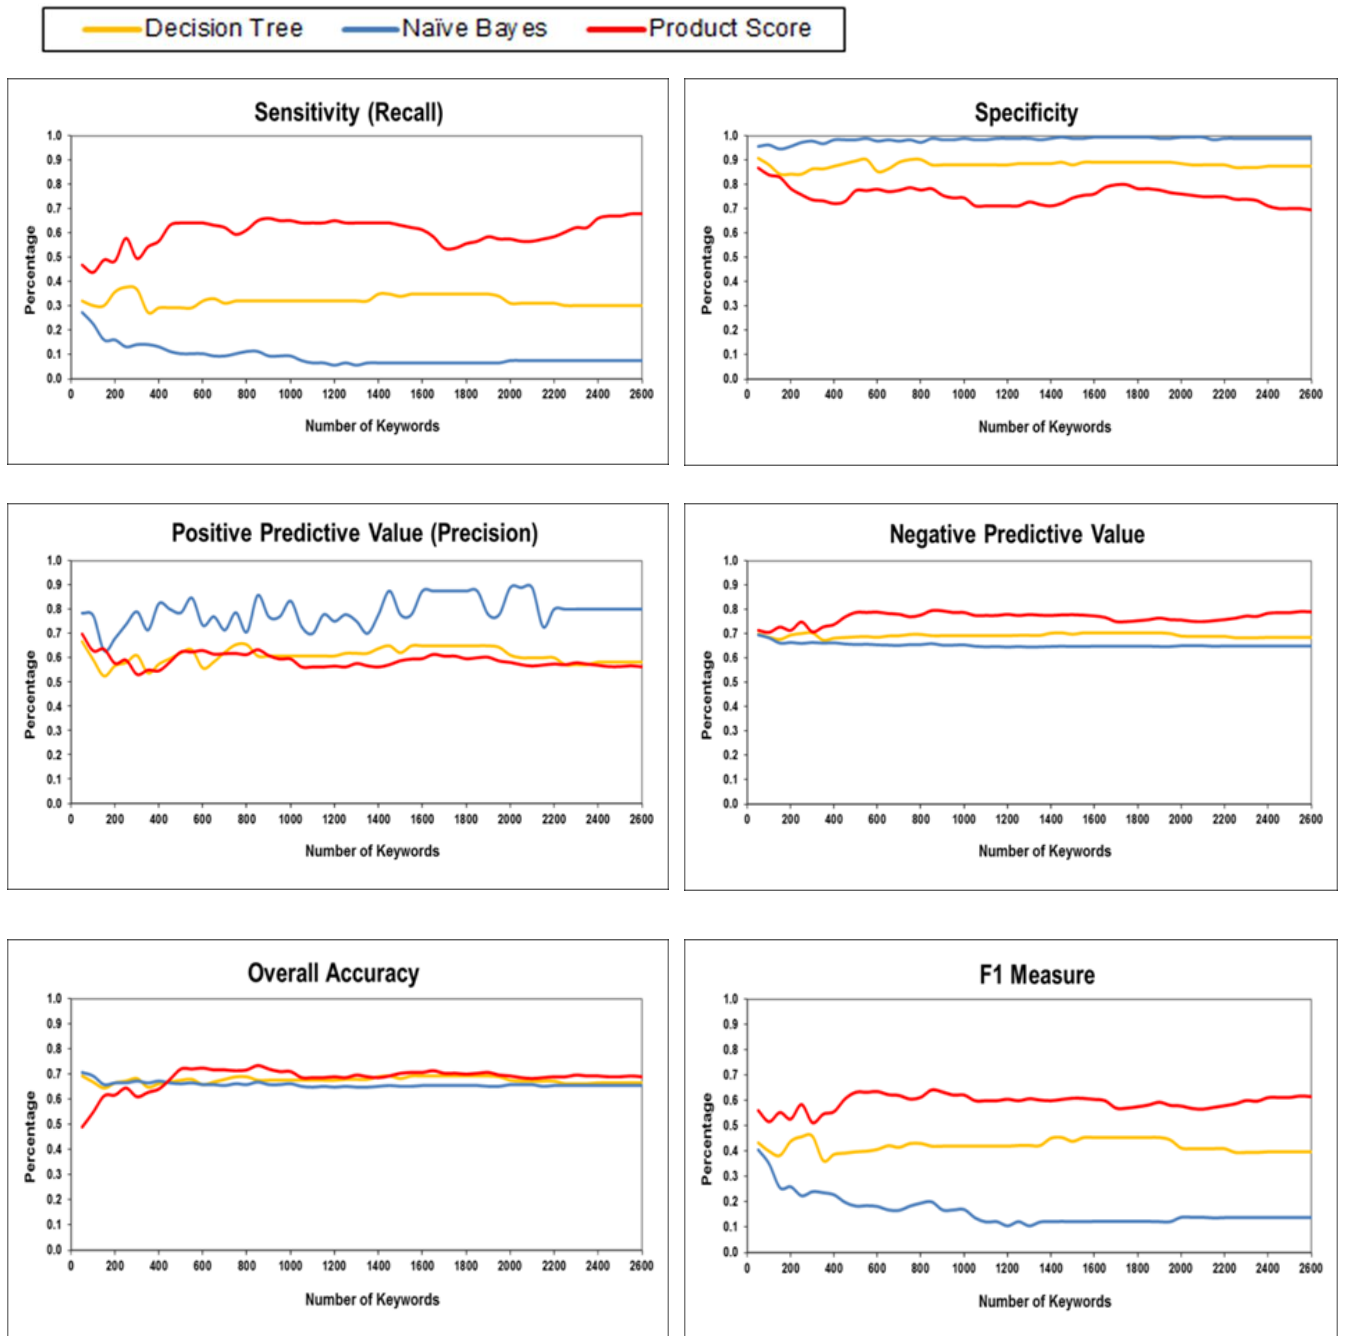 Decision Tree Naïve Bayes Product Score
Sensitivity (Recall)
1.0
0.9
0.8
0.7
0.6
0.5
0.4
0.3
0.2
0.1
0.0
Percentage
0 200 400 600 800 1000 1200 1400 1600 1800 2000 2200 2400 2600
Number of Keywords
Specificity
1.0
0.9
0.8
0.7
0.6
0.5
0.4
0.3
0.2
0.1
0.0
Percentage
0 200 400 600 800 1000 1200 1400 1600 1800 2000 2200 2400 2600
Number of Keywords
Positive Predictive Value (Precision)
1.0
0.9
0.8
0.7
0.6
0.5
0.4
0.3
0.2
0.1
0.0
Percentage
0 200 400 600 800 1000 1200 1400 1600 1800 2000 2200 2400 2600
Number of Keywords
Negative Predictive Value
1.0
0.9
0.8
0.7
0.6
0.5
0.4
0.3
0.2
0.1
0.0
Percentage
0 200 400 600 800 1000 1200 1400 1600 1800 2000 2200 2400 2600
Number of Keywords
Overall Accuracy
1.0
0.9
0.8
0.7
0.6
0.5
0.4
0.3
0.2
0.1
0.0
Percentage
0 200 400 600 800 1000 1200 1400 1600 1800 2000 2200 2400 2600
Number of Keywords
F1 Measure
1.0
0.9
0.8
0.7
0.6
0.5
0.4
0.3
0.2
0.1
0.0
Percentage
0 200 400 600 800 1000 1200 1400 1600 1800 2000 2200 2400 2600
Number of Keywords